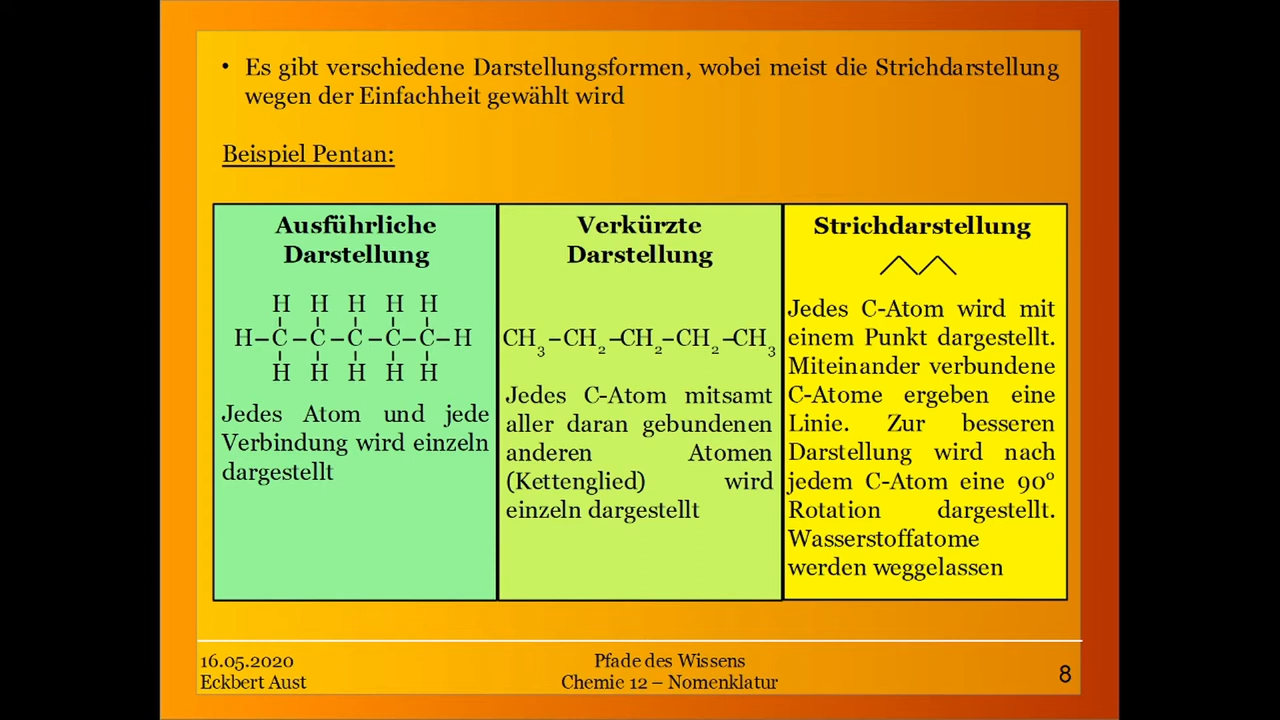 • Es gibt verschiedene Darstellungsformen, wobei meist die Strichdarstellung
wegen der Einfachheit gewählt wird
Beispiel Pentan:
Ausführliche
Darstellung
H H H H H
H–C–C–C–C–C–H
H H H H H
Jedes Atom und jede
Verbindung wird einzeln
dargestellt
Verkürzte
Darstellung
CH₃–CH₂–CH₂–CH₂–CH₃
Jedes C-Atom mitsamt
aller daran gebundenen
anderen Atomen
(Kettenglied) wird
einzeln dargestellt
Strichdarstellung
Jedes C-Atom wird mit
einem Punkt dargestellt.
Miteinander verbundene
C-Atome ergeben eine
Linie. Zur besseren
Darstellung wird nach
jedem C-Atom eine 90°
Rotation dargestellt.
Wasserstoffatome
werden weggelassen
16.05.2020
Eckbert Aust
Pfade des Wissens
Chemie 12 – Nomenklatur
8